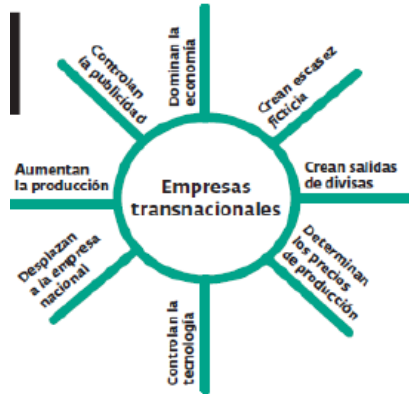 Controlan
la publicidad
Dominan la
economía
Crean escasez
ficticia
Aumentan
la producción
Empresas
transnacionales
Crean salidas
de divisas
Desplazan
a la empresa
nacional
Controlan la
tecnología
Determinan
los precios
de producción